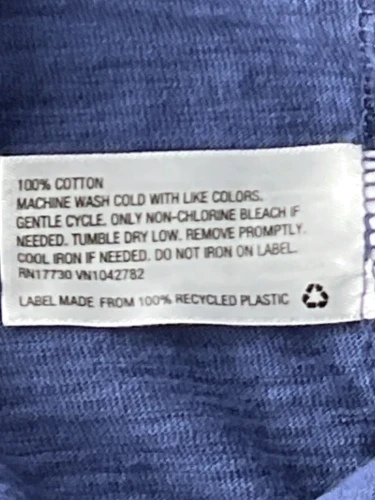 100% COTTON
MACHINE WASH COLD WITH LIKE COLORS.
GENTLE CYCLE. ONLY NON-CHLORINE BLEACH IF
NEEDED. TUMBLE DRY LOW. REMOVE PROMPTLY.
COOL IRON IF NEEDED. DO NOT IRON ON LABEL.
RN17730 VN1042782
LABEL MADE FROM 100% RECYCLED PLASTIC